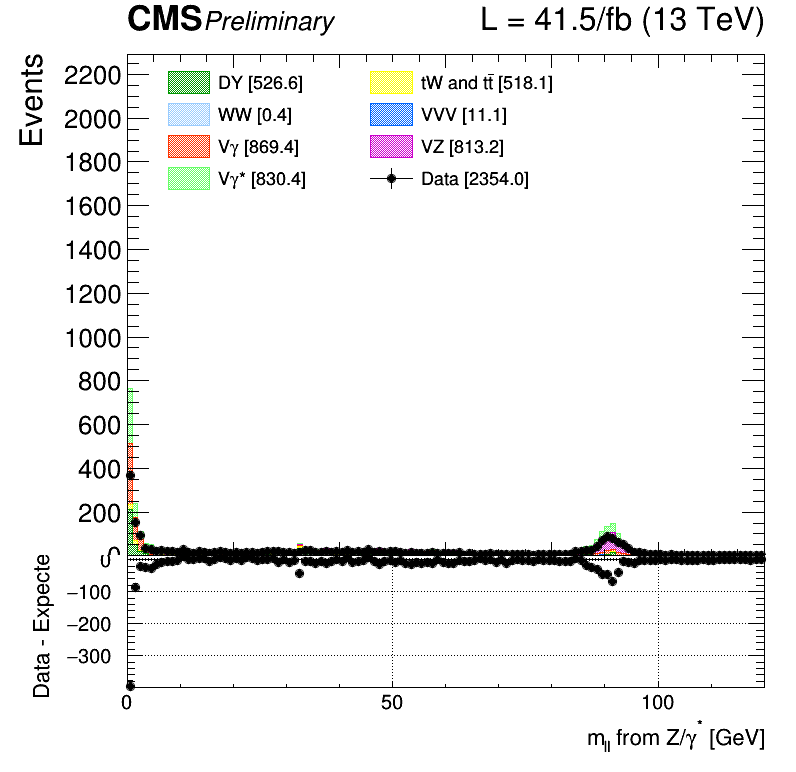 CMS Preliminary L = 41.5/fb (13 TeV)
Events
2200
2000
1800
1600
1400
1200
1000
800
600
400
200
0
DY [526.6]
WW [0.4]
Vγ [869.4]
Vγ* [830.4]
tW and tt̄ [518.1]
VVV [11.1]
VZ [813.2]
Data [2354.0]
Data - Expecte
0
−100
−200
−300
0 50 100
m_ll from Z/γ* [GeV]